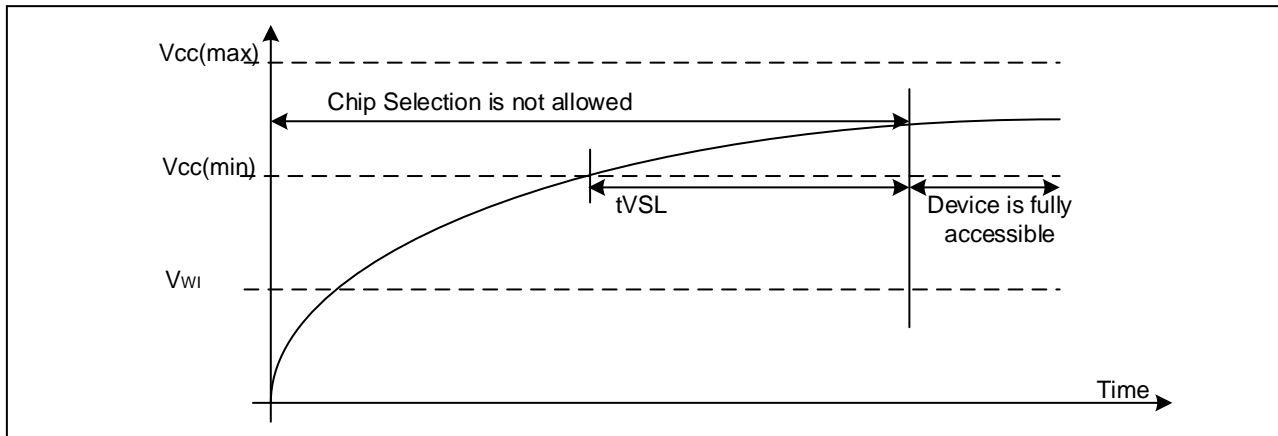 Vcc(max)
Chip Selection is not allowed
Vcc(min)
tVSL
Device is fully
accessible
VWI
Time